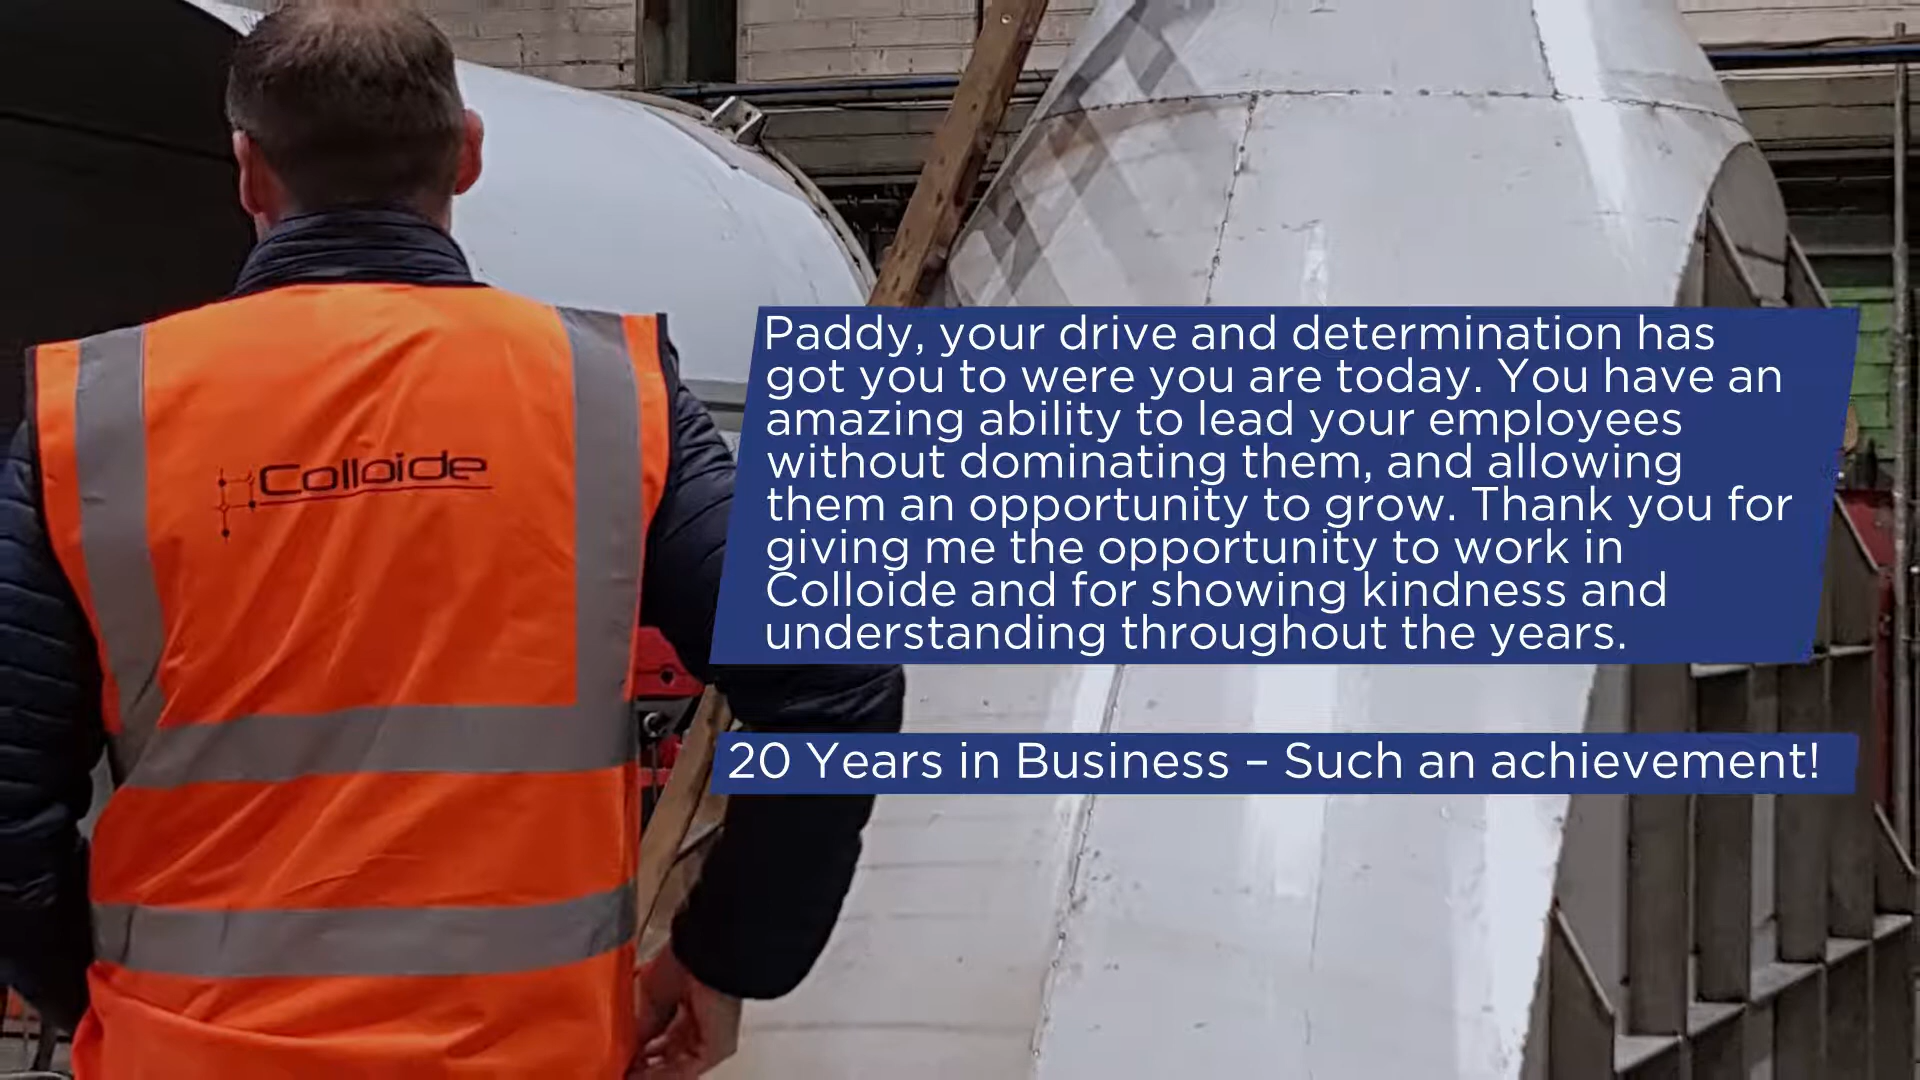 Colloide
Paddy, your drive and determination has
got you to were you are today. You have an
amazing ability to lead your employees
without dominating them, and allowing
them an opportunity to grow. Thank you for
giving me the opportunity to work in
Colloide and for showing kindness and
understanding throughout the years.
20 Years in Business – Such an achievement!